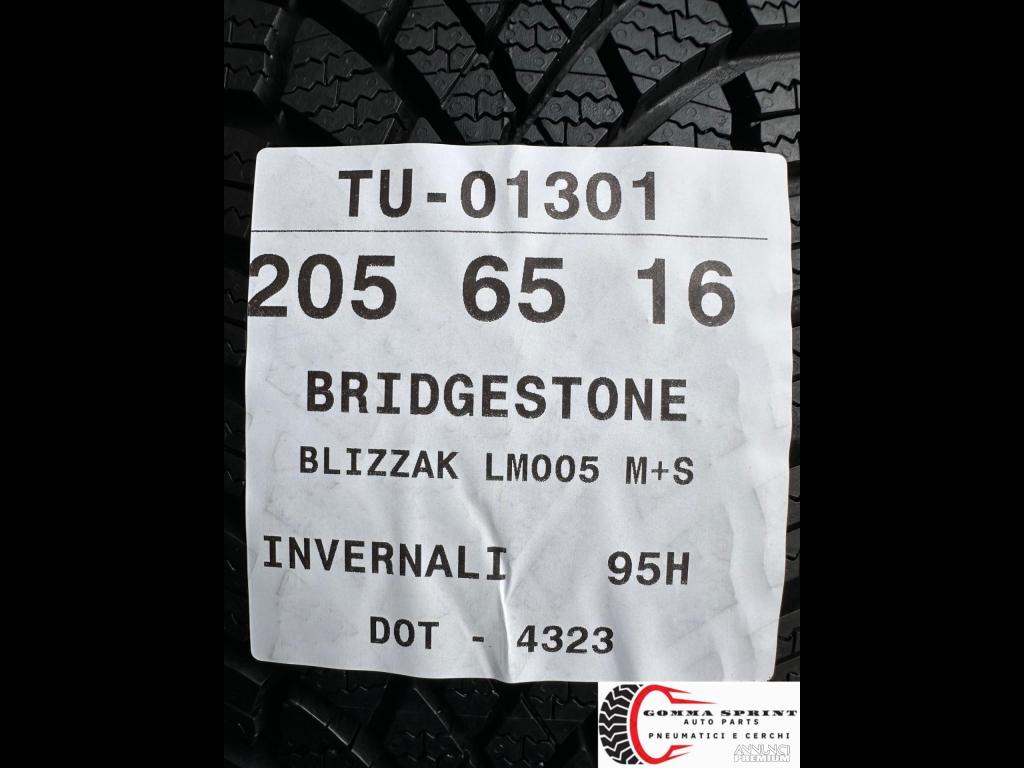 TU-01301
205 65 16
BRIDGESTONE
BLIZZAK LM005 M+S
INVERNALI 95H
DOT - 4323
GOMMA SPRINT
AUTO PARTS
PNEUMATICI E CERCHI
ANNUNCI
PREMIUM